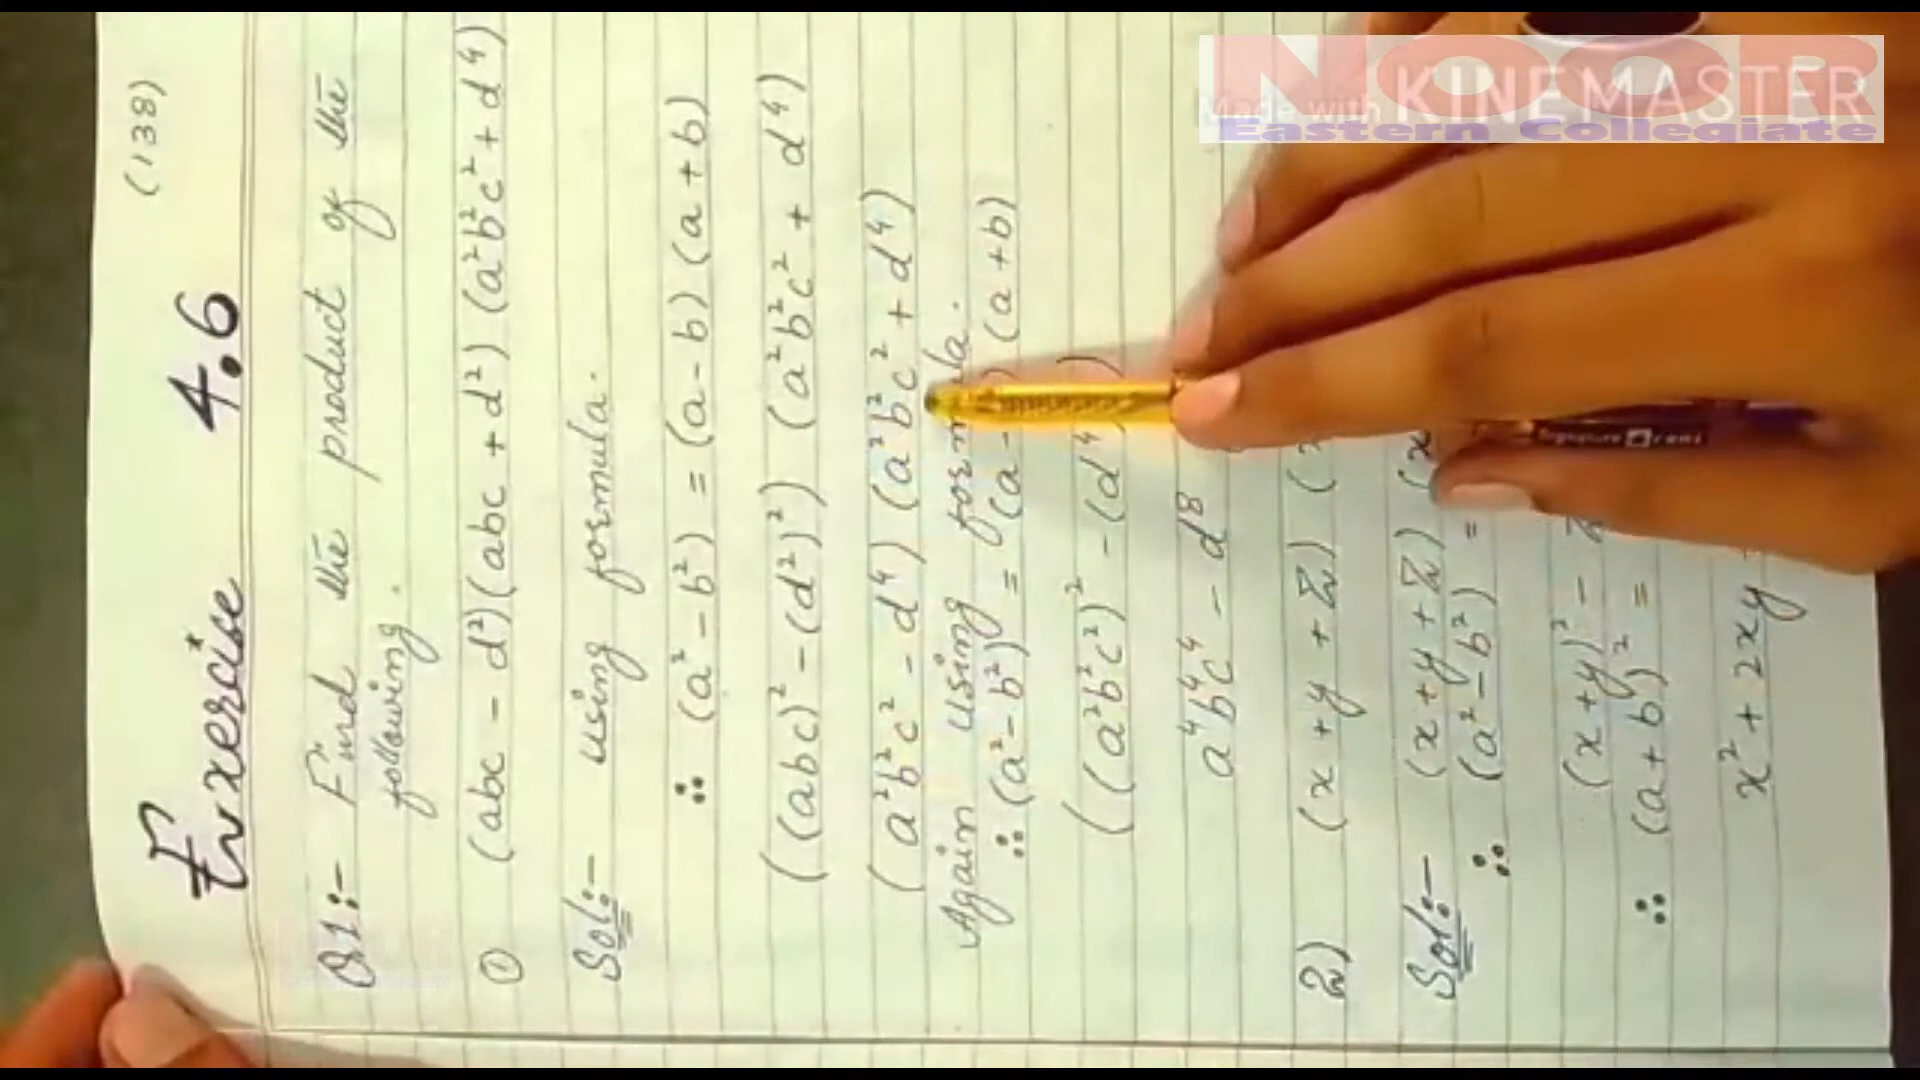 (138)
Exercise 4.6
Q1:- Find the product of the
following.
① (abc - d²)(abc + d²)(a²b²c² + d⁴)
Sol:- using formula.
∴ (a² - b²) = (a - b)(a + b)
((abc)² - (d²)²) (a²b²c² + d⁴)
(a²b²c² - d⁴)(a²b²c² + d⁴)
Again using formula.
∴ (a² - b²) = (a - ) (a + b)
((a²b²c²)² - (d⁴ )
a⁴b⁴c⁴ - d⁸
2) (x + y + z) (
Sol:- (x + y + z) (x
∴ (a² - b²) =
(x + y)² - z
∴ (a + b)² =
x² + 2xy
NOOR
Made with KINEMASTER
Eastern Collegiate
Signature